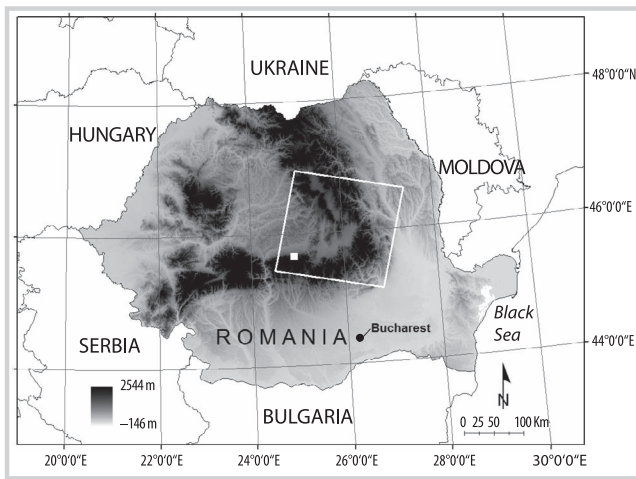 UKRAINE
48°0'0"N
HUNGARY
MOLDOVA
46°0'0"N
Black
Sea
ROMANIA
Bucharest
SERBIA
44°0'0"N
2544 m
–146 m
N
BULGARIA
0 25 50 100 Km
20°0'0"E 22°0'0"E 24°0'0"E 26°0'0"E 28°0'0"E 30°0'0"E